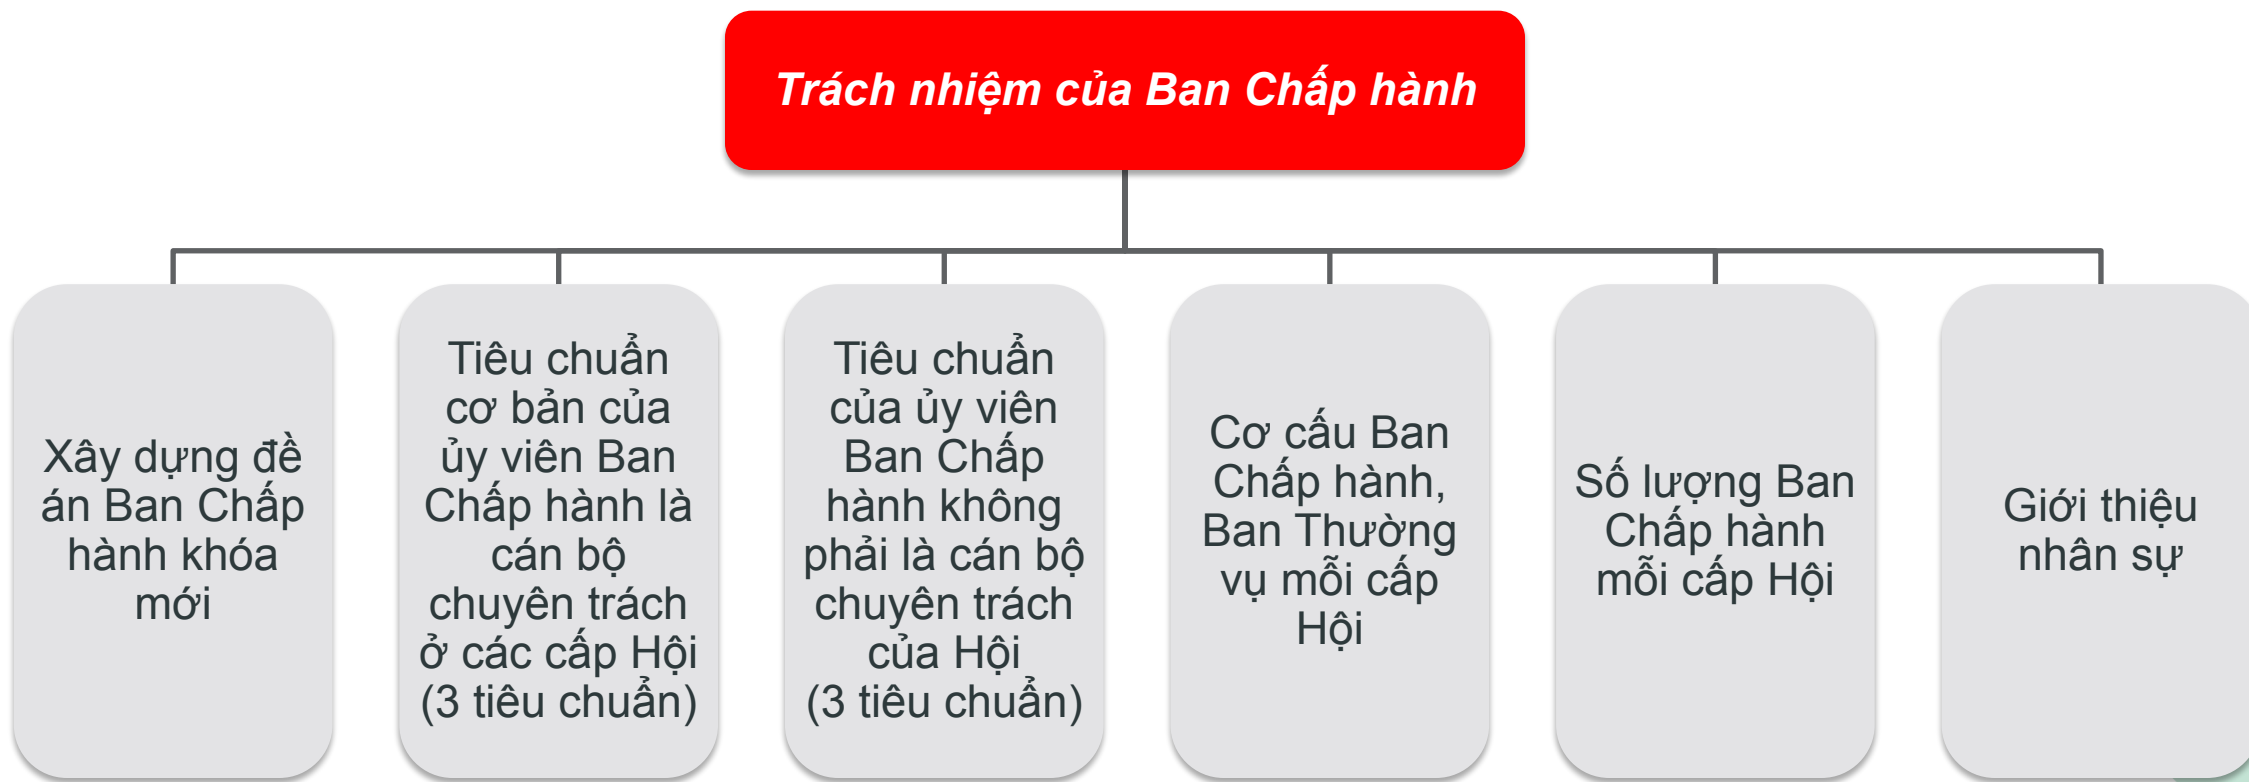 Trách nhiệm của Ban Chấp hành
Xây dựng đề
án Ban Chấp
hành khóa
mới
Tiêu chuẩn
cơ bản của
ủy viên Ban
Chấp hành là
cán bộ
chuyên trách
ở các cấp Hội
(3 tiêu chuẩn)
Tiêu chuẩn
của ủy viên
Ban Chấp
hành không
phải là cán bộ
chuyên trách
của Hội
(3 tiêu chuẩn)
Cơ cấu Ban
Chấp hành,
Ban Thường
vụ mỗi cấp
Hội
Số lượng Ban
Chấp hành
mỗi cấp Hội
Giới thiệu
nhân sự